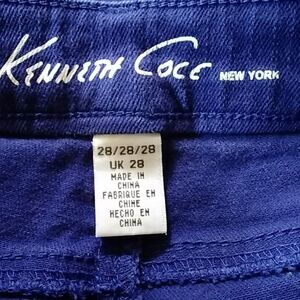 KENNETH COLE NEW YORK
28/28/28
UK 28
MADE IN
CHINA
FABRIQUE EN
CHINE
HECHO EN
CHINA